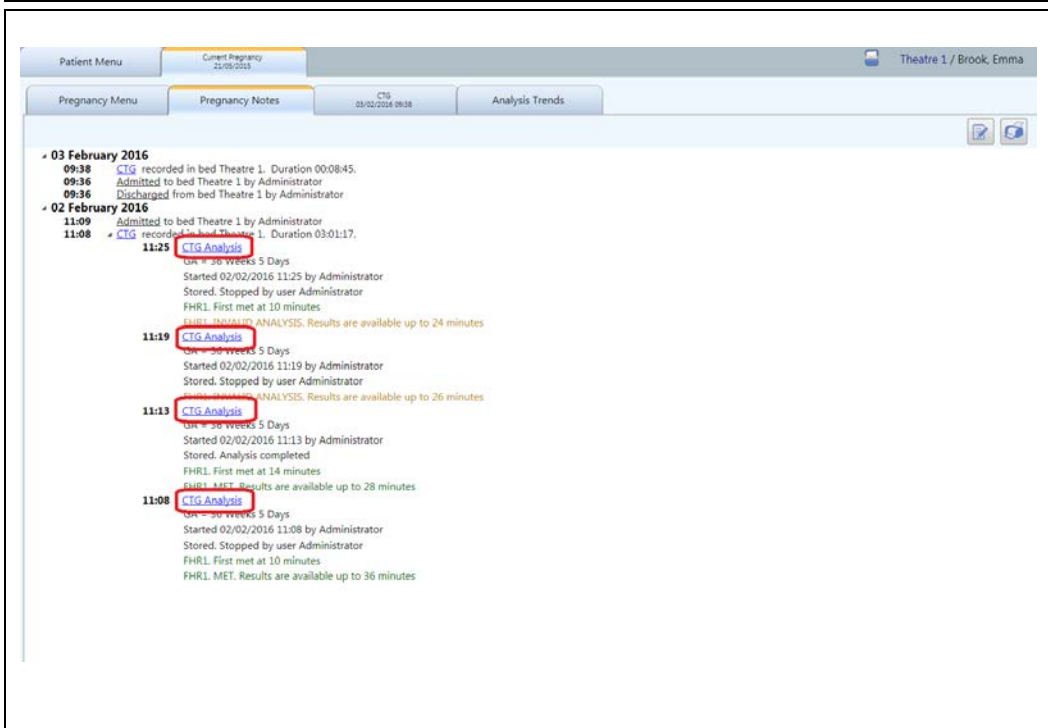 Patient Menu
Current Pregnancy
21/05/2015
Theatre 1 / Brook, Emma
Pregnancy Menu
Pregnancy Notes
CTG
03/02/2016 09:38
Analysis Trends
03 February 2016
09:38 CTG recorded in bed Theatre 1. Duration 00:08:45.
09:36 Admitted to bed Theatre 1 by Administrator
09:36 Discharged from bed Theatre 1 by Administrator
02 February 2016
11:09 Admitted to bed Theatre 1 by Administrator
11:08 CTG recorded in bed Theatre 1. Duration 03:01:17.
11:25 CTG Analysis
GA = 36 Weeks 5 Days
Started 02/02/2016 11:25 by Administrator
Stored. Stopped by user Administrator
FHR1. First met at 10 minutes
FHR1. INVALID ANALYSIS. Results are available up to 24 minutes
11:19 CTG Analysis
GA = 36 Weeks 5 Days
Started 02/02/2016 11:19 by Administrator
Stored. Stopped by user Administrator
FHR1. INVALID ANALYSIS. Results are available up to 26 minutes
11:13 CTG Analysis
GA = 36 Weeks 5 Days
Started 02/02/2016 11:13 by Administrator
Stored. Analysis completed
FHR1. First met at 14 minutes
FHR1. MET. Results are available up to 28 minutes
11:08 CTG Analysis
GA = 36 Weeks 5 Days
Started 02/02/2016 11:08 by Administrator
Stored. Stopped by user Administrator
FHR1. First met at 10 minutes
FHR1. MET. Results are available up to 36 minutes